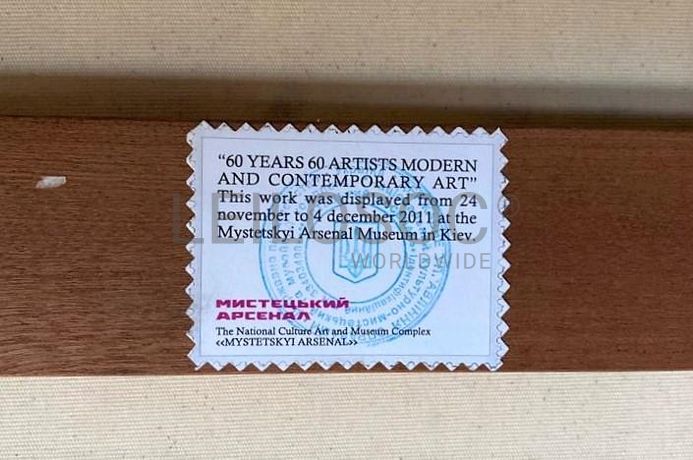 “60 YEARS 60 ARTISTS MODERN
AND CONTEMPORARY ART”
This work was displayed from 24
november to 4 december 2011 at the
Mystetskyi Arsenal Museum in Kiev.
WORLDWIDE
МИСТЕЦЬКИЙ
АРСЕНАЛ
The National Culture Art and Museum Complex
‹‹MYSTETSKYI ARSENAL››